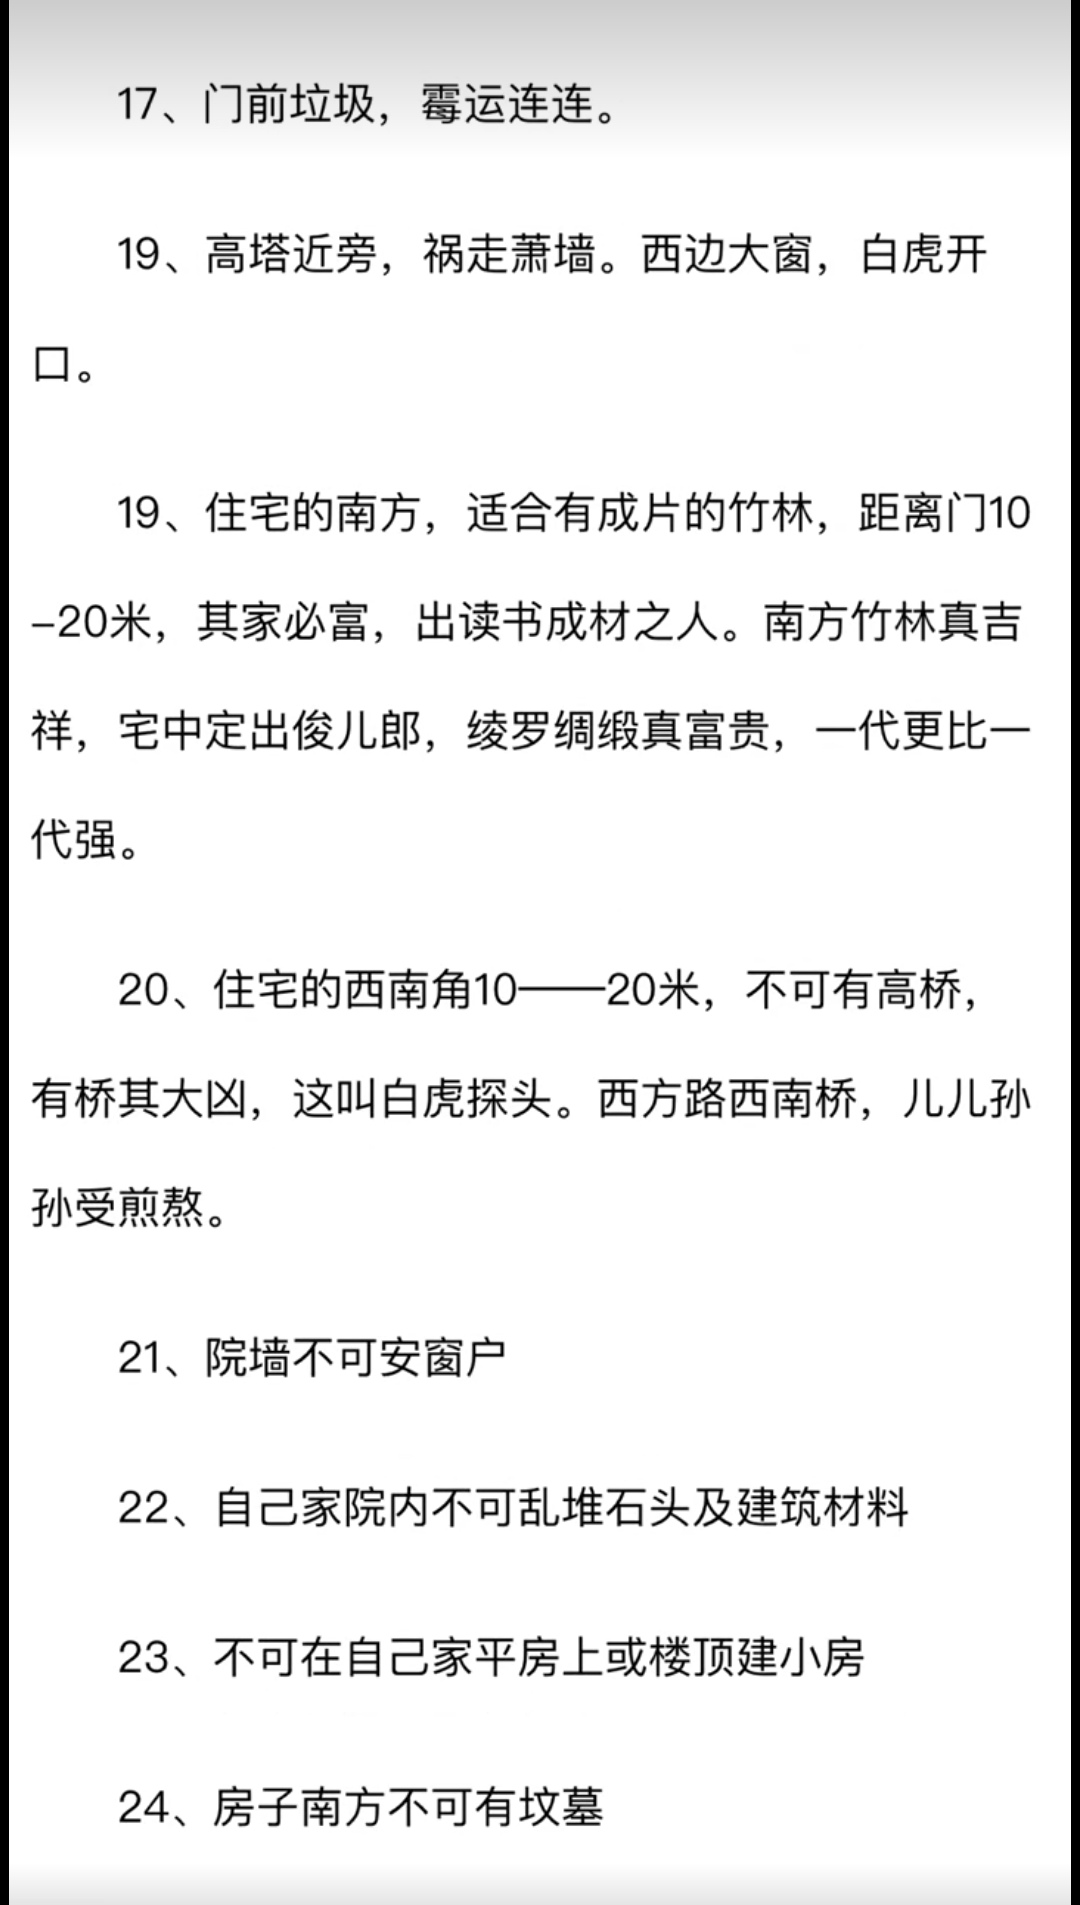 17、门前垃圾，霉运连连。
19、高塔近旁，祸走萧墙。西边大窗，白虎开
口。
19、住宅的南方，适合有成片的竹林，距离门10
-20米，其家必富，出读书成材之人。南方竹林真吉
祥，宅中定出俊儿郎，绫罗绸缎真富贵，一代更比一
代强。
20、住宅的西南角10——20米，不可有高桥，
有桥其大凶，这叫白虎探头。西方路西南桥，儿儿孙
孙受煎熬。
21、院墙不可安窗户
22、自己家院内不可乱堆石头及建筑材料
23、不可在自己家平房上或楼顶建小房
24、房子南方不可有坟墓